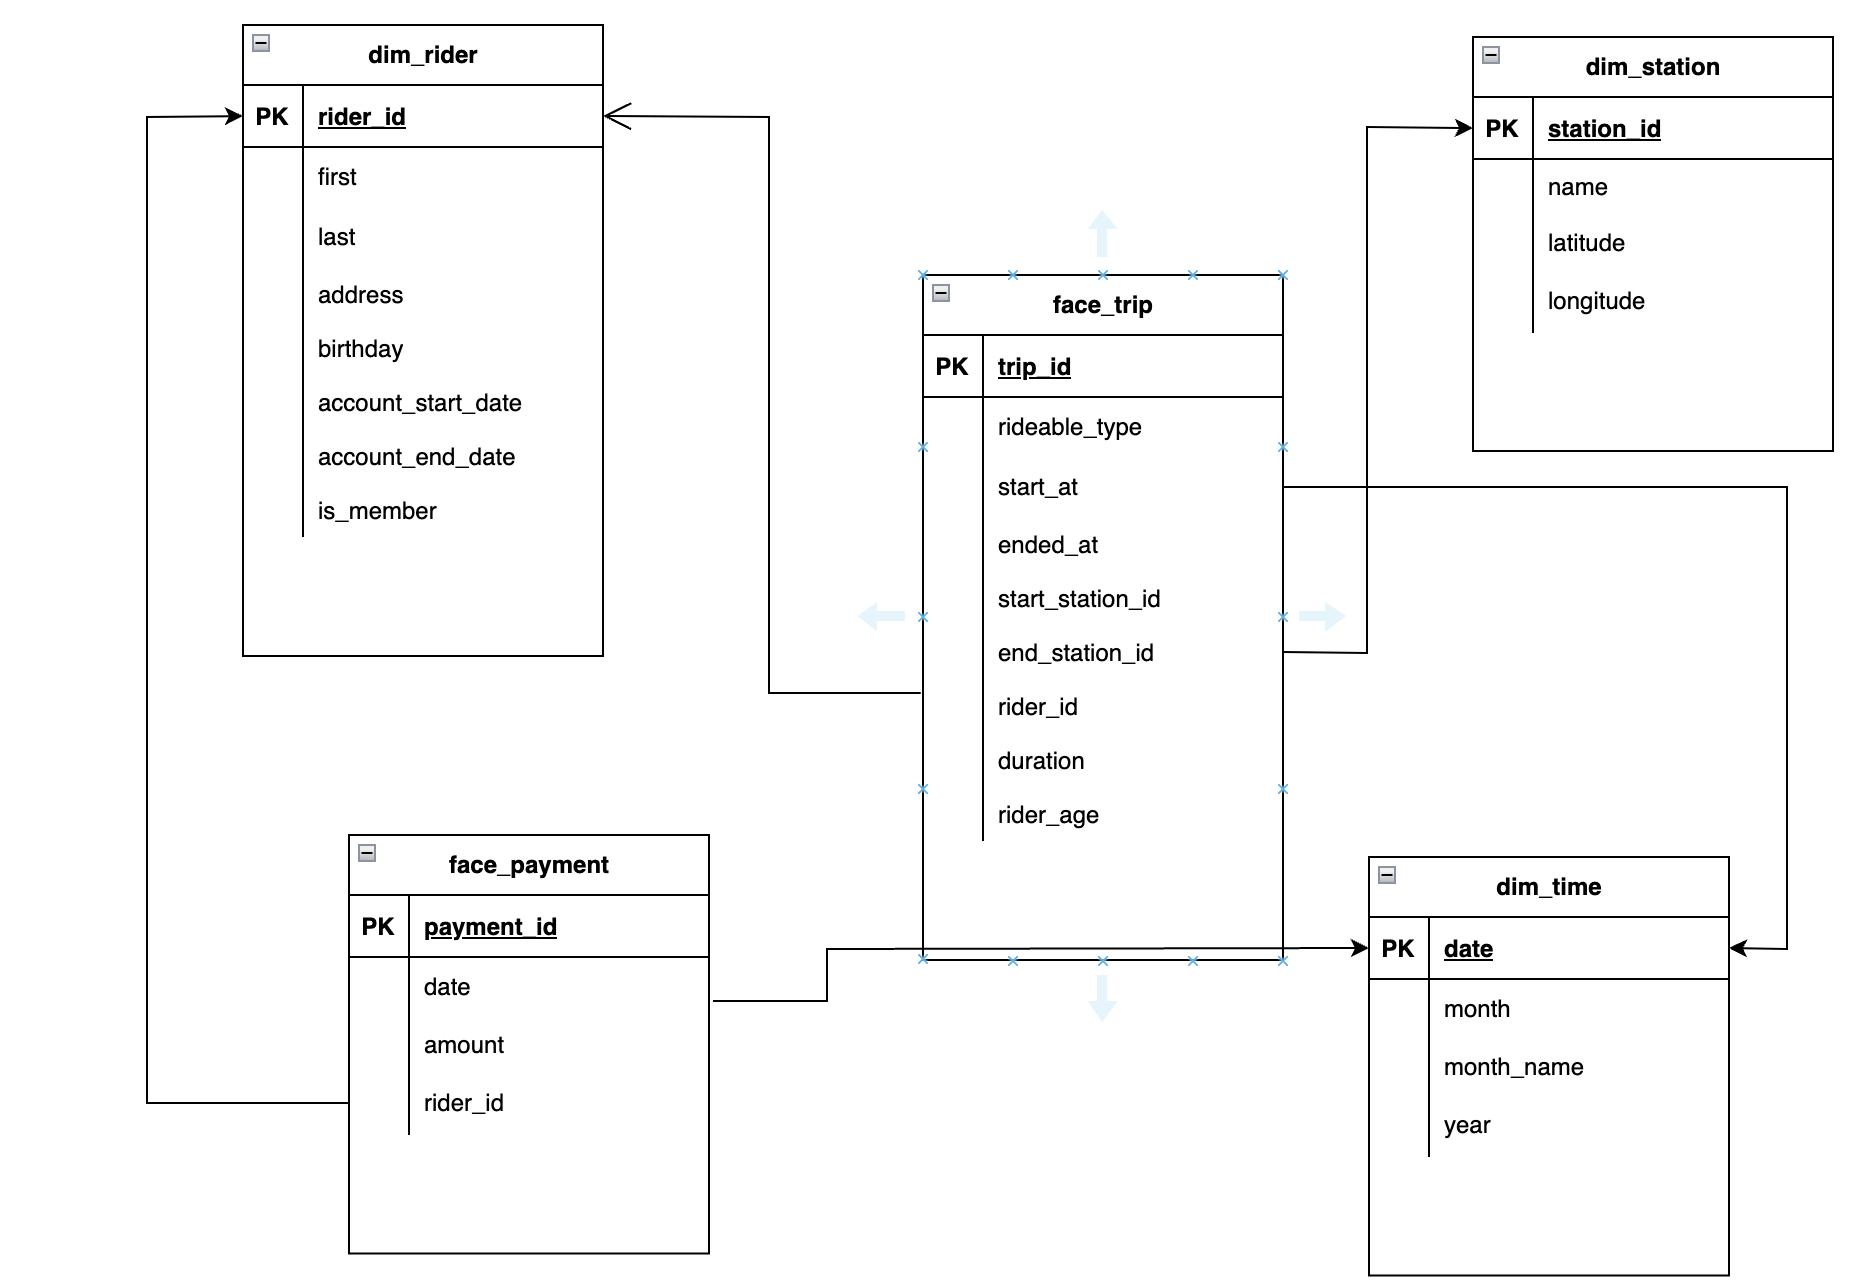 dim_rider
PK rider_id
first
last
address
birthday
account_start_date
account_end_date
is_member
dim_station
PK station_id
name
latitude
longitude
face_trip
PK trip_id
rideable_type
start_at
ended_at
start_station_id
end_station_id
rider_id
duration
rider_age
face_payment
PK payment_id
date
amount
rider_id
dim_time
PK date
month
month_name
year